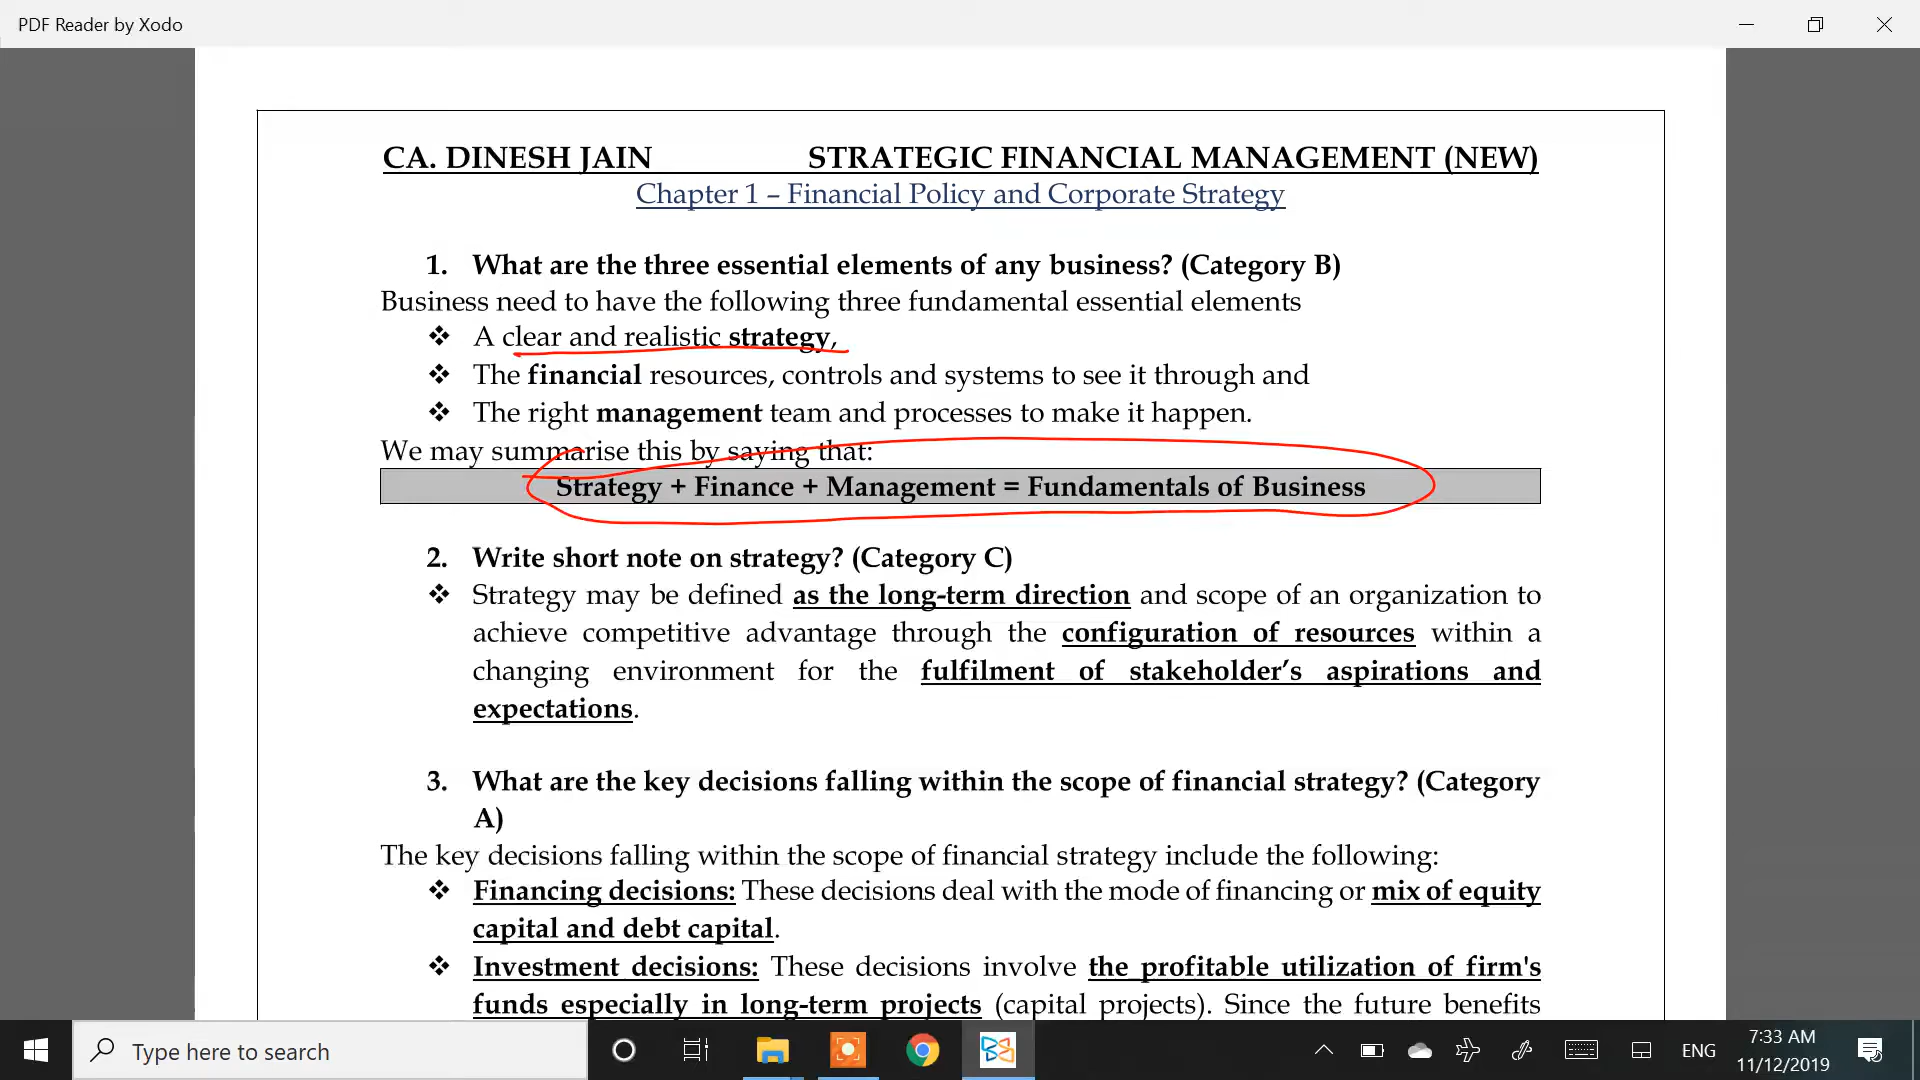 PDF Reader by Xodo
CA. DINESH JAIN STRATEGIC FINANCIAL MANAGEMENT (NEW)
Chapter 1 – Financial Policy and Corporate Strategy
1. What are the three essential elements of any business? (Category B)
Business need to have the following three fundamental essential elements
❖ A clear and realistic strategy,
❖ The financial resources, controls and systems to see it through and
❖ The right management team and processes to make it happen.
We may summarise this by saying that:
Strategy + Finance + Management = Fundamentals of Business
2. Write short note on strategy? (Category C)
❖ Strategy may be defined as the long-term direction and scope of an organization to
achieve competitive advantage through the configuration of resources within a
changing environment for the fulfilment of stakeholder’s aspirations and
expectations.
3. What are the key decisions falling within the scope of financial strategy? (Category
A)
The key decisions falling within the scope of financial strategy include the following:
❖ Financing decisions: These decisions deal with the mode of financing or mix of equity
capital and debt capital.
❖ Investment decisions: These decisions involve the profitable utilization of firm's
funds especially in long-term projects (capital projects). Since the future benefits
Type here to search
ENG
7:33 AM
11/12/2019